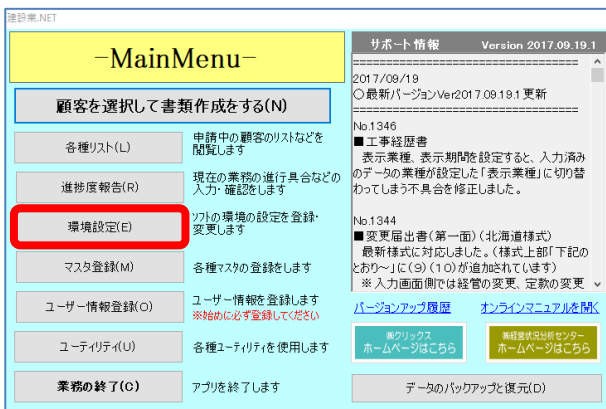 建設業.NET
-MainMenu-
顧客を選択して書類作成をする(N)
各種リスト(L)
申請中の顧客のリストなどを
閲覧します
進捗度報告(R)
現在の業務の進行具合などの
入力・確認をします
環境設定(E)
ソフトの環境の設定を登録・
変更します
マスタ登録(M)
各種マスタの登録をします
ユーザー情報登録(O)
ユーザー情報を登録します
※始めに必ず登録してください
ユーティリティ(U)
各種ユーティリティを使用します
業務の終了(C)
アプリを終了します
サポート情報 Version 2017.09.19.1
=====================================
2017/09/19
○最新バージョンVer2017.09.19.1更新
=====================================
No.1346
■工事経歴書
表示業種、表示期間を設定すると、入力済み
のデータの業種が設定した「表示業種」に切り替
わってしまう不具合を修正しました。
No.1344
■変更届出書(第一面)(北海道様式)
最新様式に対応しました。(様式上部「下記の
とおり～」に(9)(10)が追加されています)
※入力画面側では経営の変更、定款の変更
バージョンアップ履歴 オンラインマニュアルを開く
㈱クリックス
ホームページはこちら
㈱経営状況分析センター
ホームページはこちら
データのバックアップと復元(D)